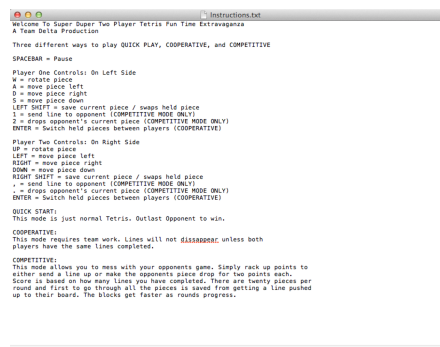 Instructions.txt
Welcome To Super Duper Two Player Tetris Fun Time Extravaganza
A Team Delta Production
Three different ways to play QUICK PLAY, COOPERATIVE, and COMPETITIVE
SPACEBAR = Pause
Player One Controls: On Left Side
W = rotate piece
A = move piece left
D = move piece right
S = move piece down
LEFT SHIFT = save current piece / swaps held piece
1 = send line to opponent (COMPETITIVE MODE ONLY)
2 = drops opponent's current piece (COMPETITIVE MODE ONLY)
ENTER = Switch held pieces between players (COOPERATIVE)
Player Two Controls: On Right Side
UP = rotate piece
LEFT = move piece left
RIGHT = move piece right
DOWN = move piece down
RIGHT SHIFT = save current piece / swaps held piece
, = send line to opponent (COMPETITIVE MODE ONLY)
. = drops opponent's current piece (COMPETITIVE MODE ONLY)
ENTER = Switch held pieces between players (COOPERATIVE)
QUICK START:
This mode is just normal Tetris. Outlast Opponent to win.
COOPERATIVE:
This mode requires team work. Lines will not dissappear unless both
players have the same lines completed.
COMPETITIVE:
This mode allows you to mess with your opponents game. Simply rack up points to
either send a line up or make the opponents piece drop for two points each.
Score is based on how many lines you have completed. There are twenty pieces per
round and first to go through all the pieces is saved from getting a line pushed
up to their board. The blocks get faster as rounds progress.